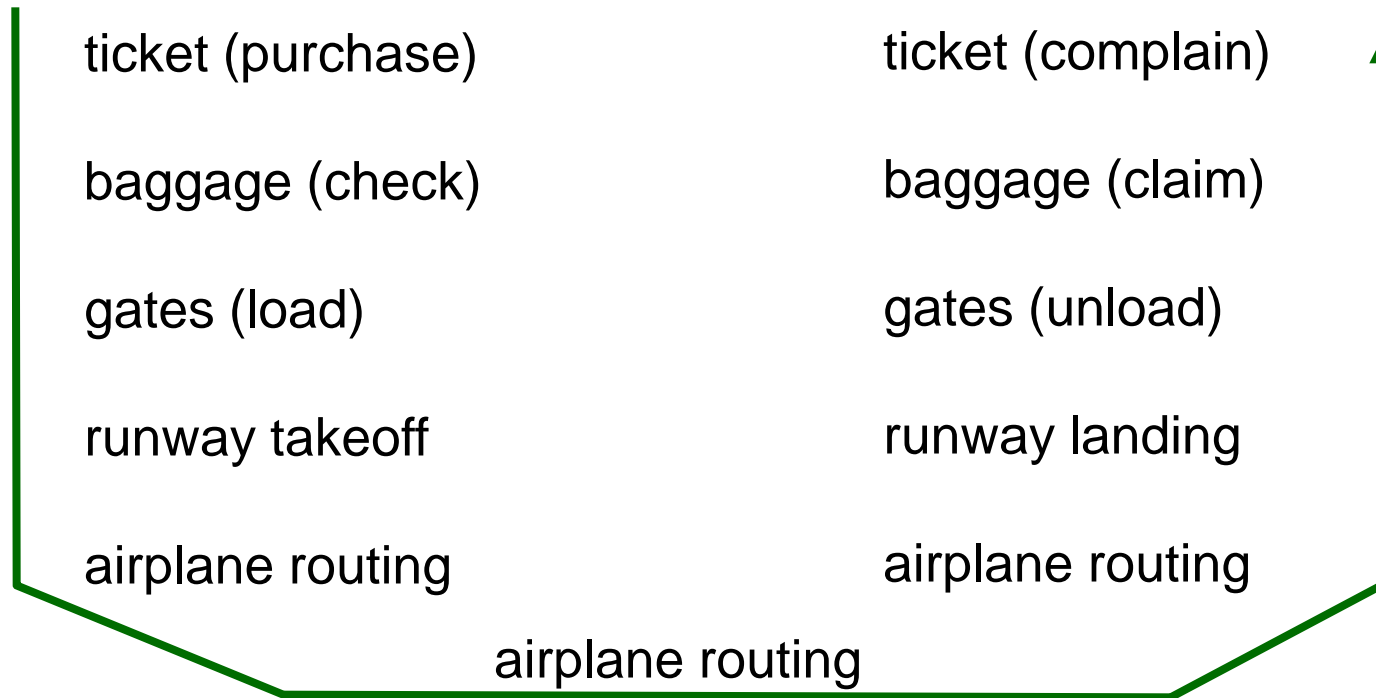 ticket (purchase)
baggage (check)
gates (load)
runway takeoff
airplane routing
ticket (complain)
baggage (claim)
gates (unload)
runway landing
airplane routing
airplane routing